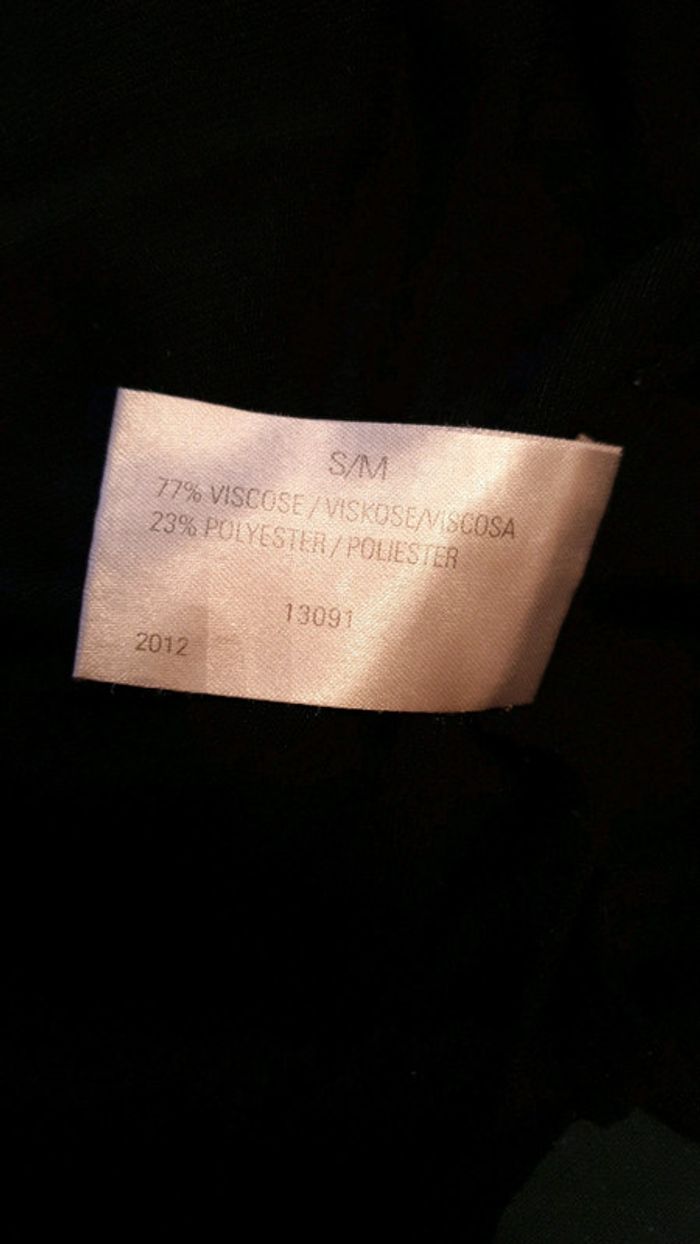 S/M
77% VISCOSE / VISKOSE/VISCOSA
23% POLYESTER / POLIESTER
13091
2012